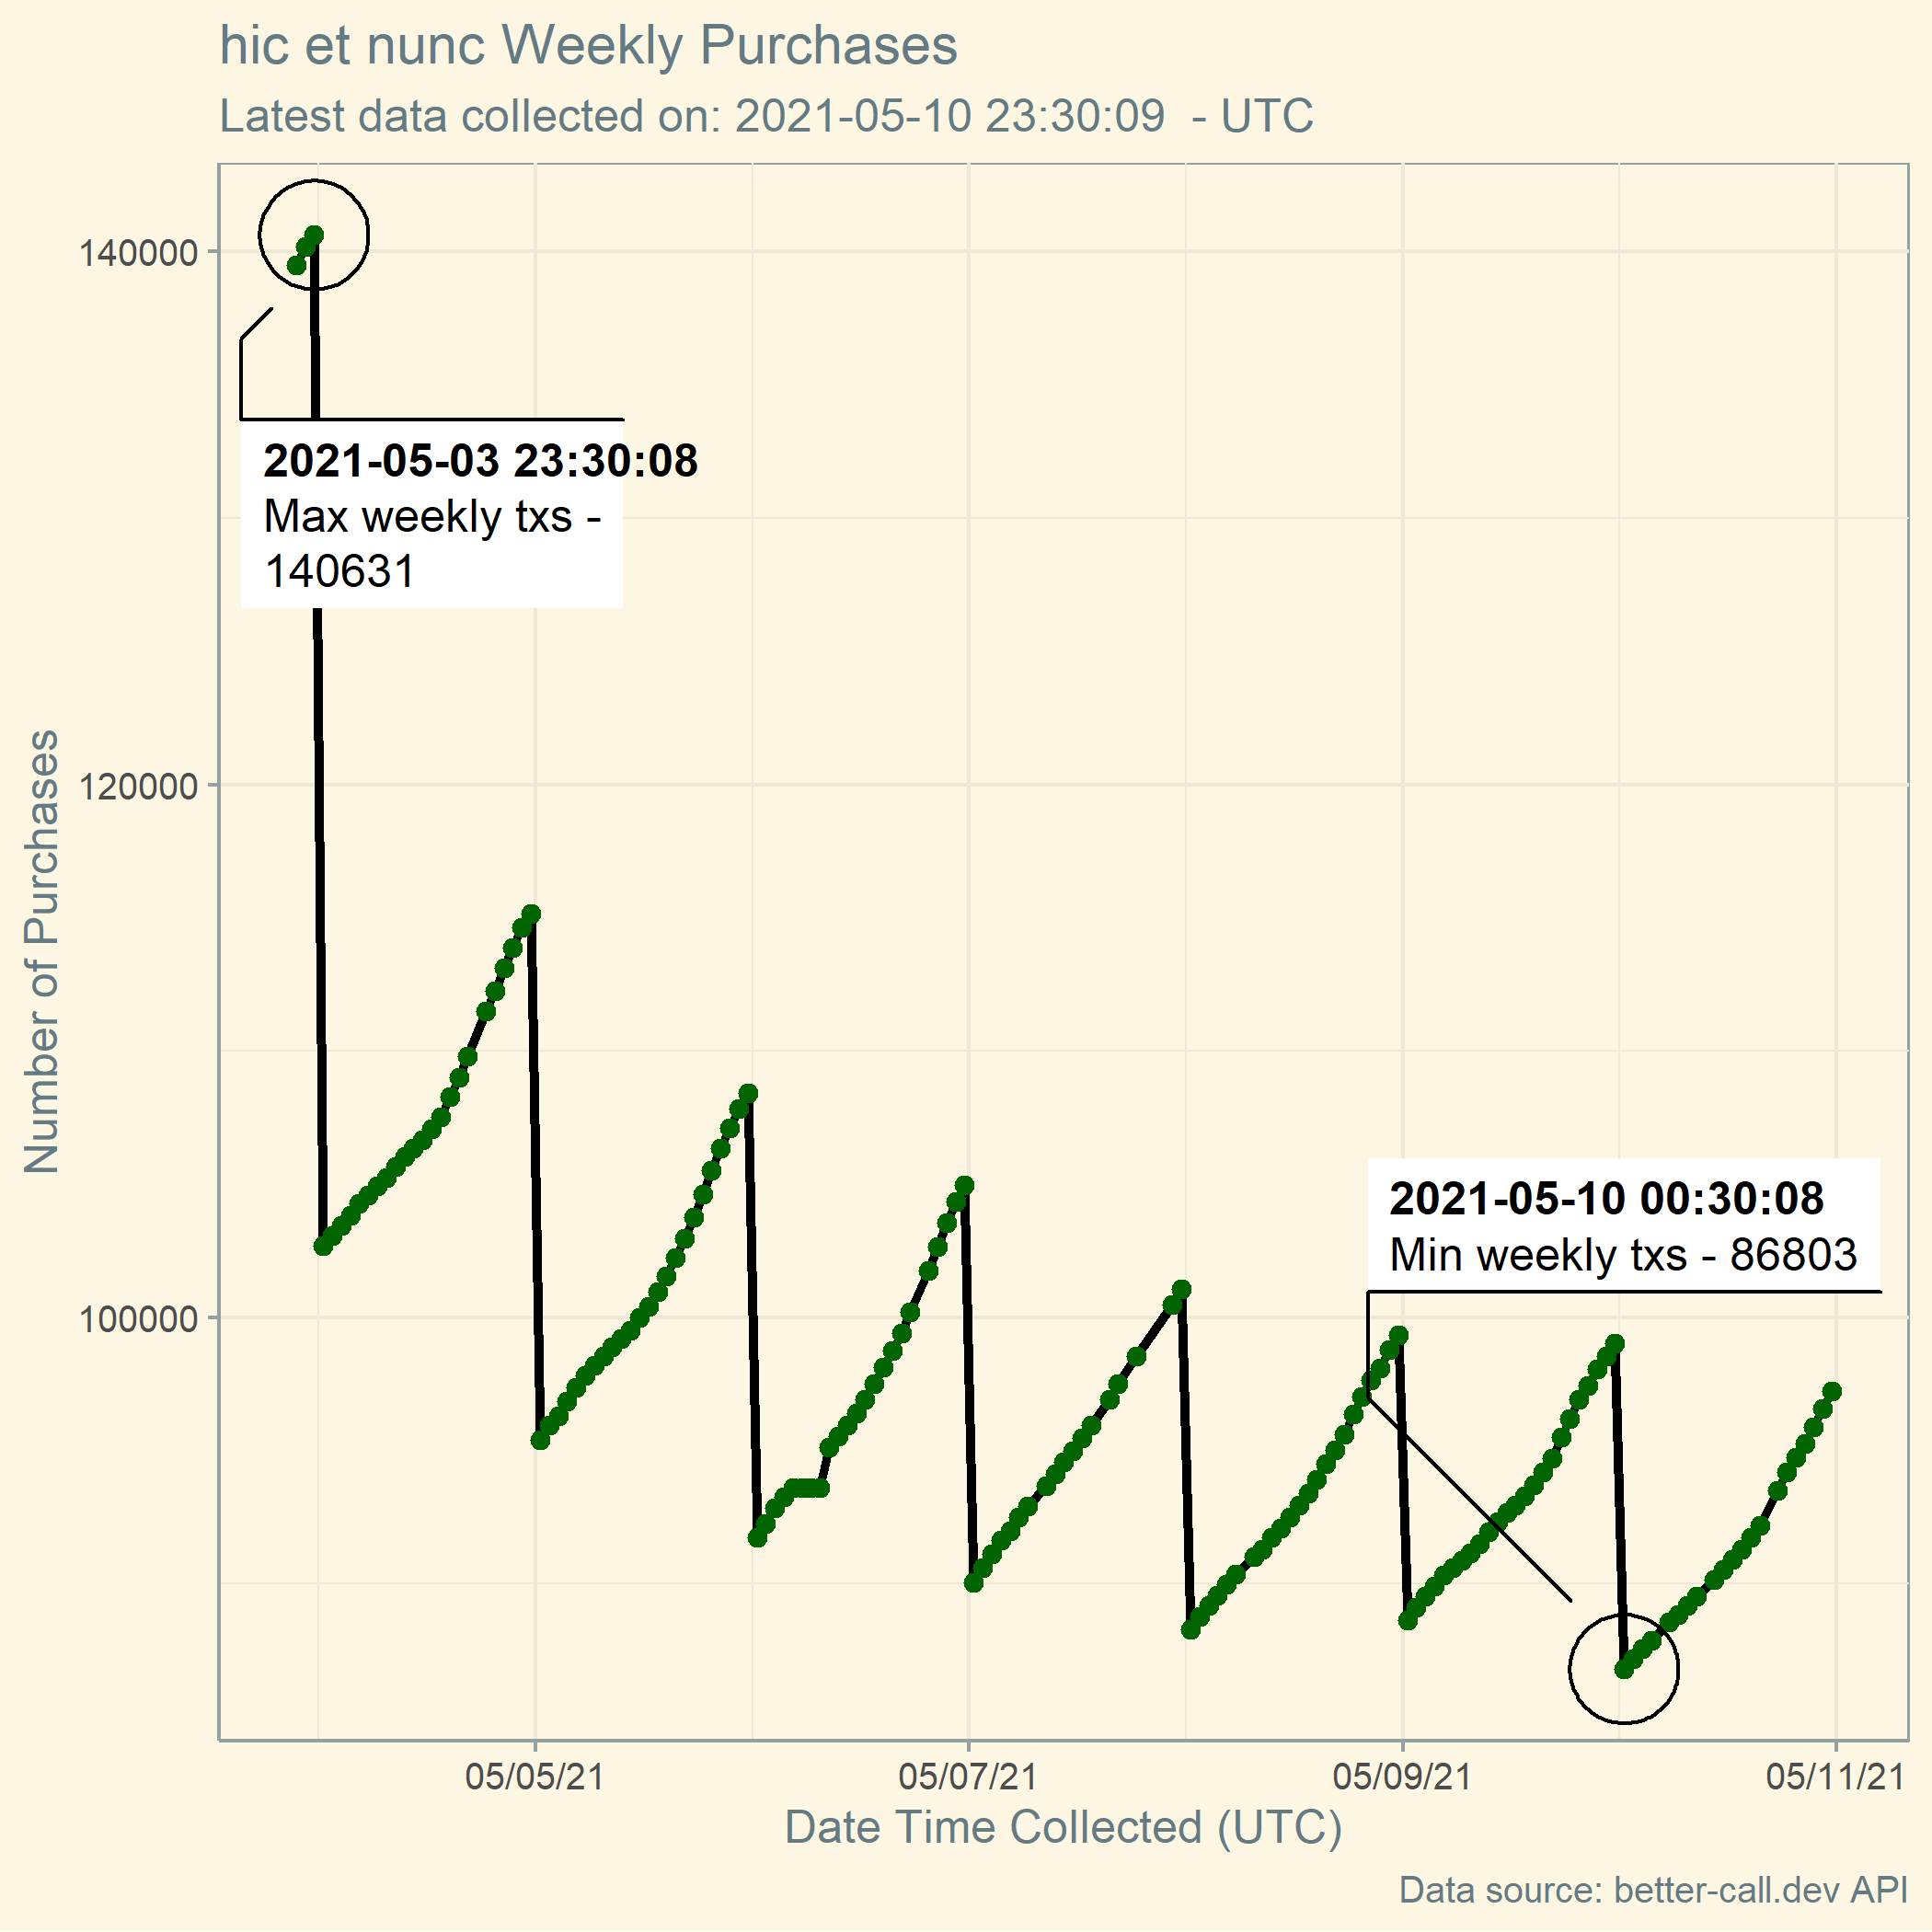 hic et nunc Weekly Purchases
Latest data collected on: 2021-05-10 23:30:09  - UTC
Number of Purchases
140000
120000
100000
2021-05-03 23:30:08
Max weekly txs -
140631
2021-05-10 00:30:08
Min weekly txs - 86803
05/05/21
05/07/21
05/09/21
05/11/21
Date Time Collected (UTC)
Data source: better-call.dev API